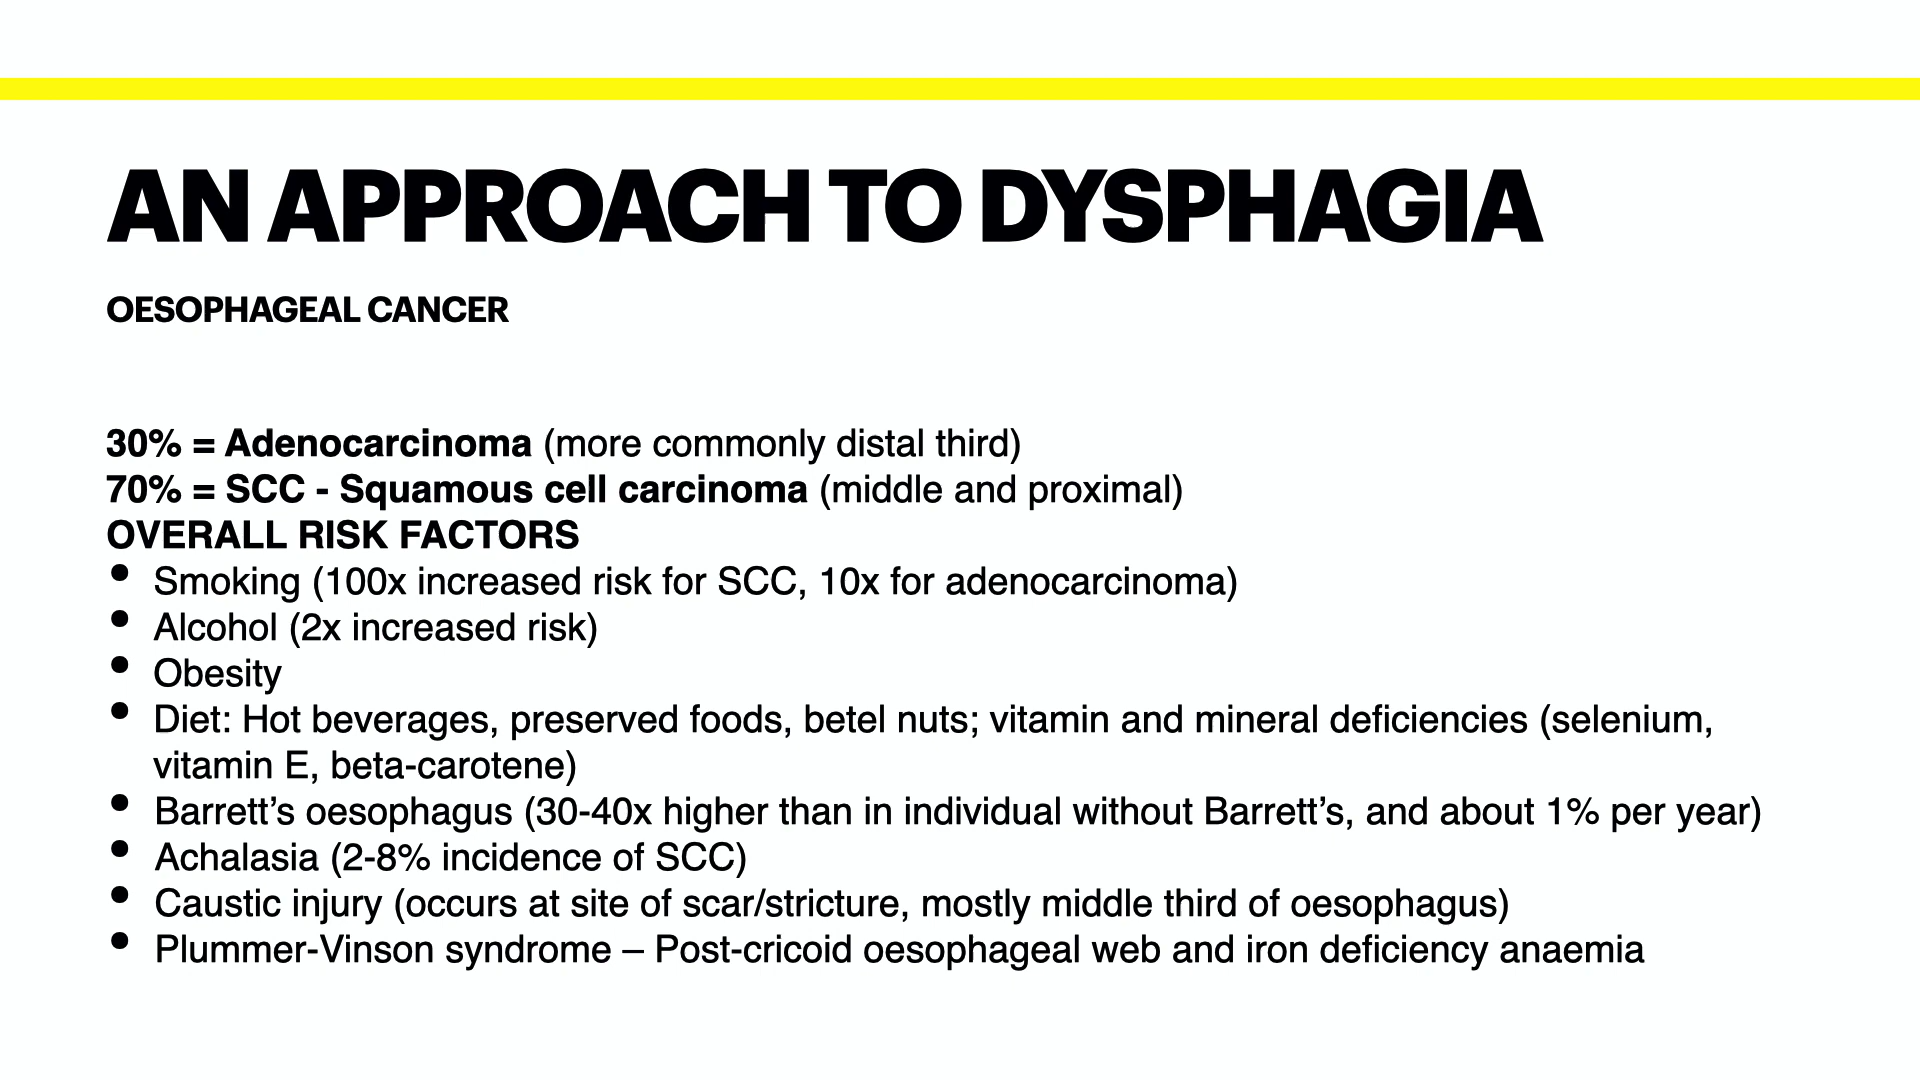 AN APPROACH TO DYSPHAGIA
OESOPHAGEAL CANCER
30% = Adenocarcinoma (more commonly distal third)
70% = SCC - Squamous cell carcinoma (middle and proximal)
OVERALL RISK FACTORS
• Smoking (100x increased risk for SCC, 10x for adenocarcinoma)
• Alcohol (2x increased risk)
• Obesity
• Diet: Hot beverages, preserved foods, betel nuts; vitamin and mineral deficiencies (selenium,
vitamin E, beta-carotene)
• Barrett’s oesophagus (30-40x higher than in individual without Barrett’s, and about 1% per year)
• Achalasia (2-8% incidence of SCC)
• Caustic injury (occurs at site of scar/stricture, mostly middle third of oesophagus)
• Plummer-Vinson syndrome – Post-cricoid oesophageal web and iron deficiency anaemia